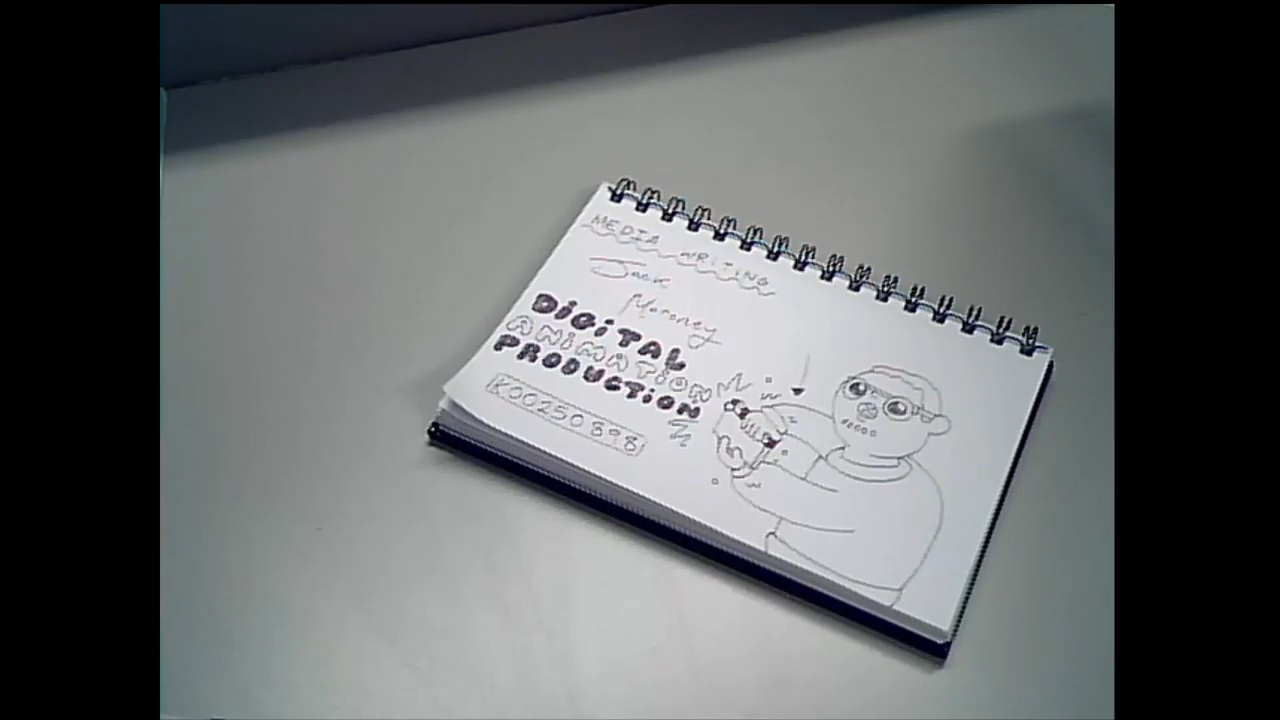 MEDIA WRITING
Jack
Moroney
DiGiTAL
ANiMATiON
PRODUCTiON
K00250898